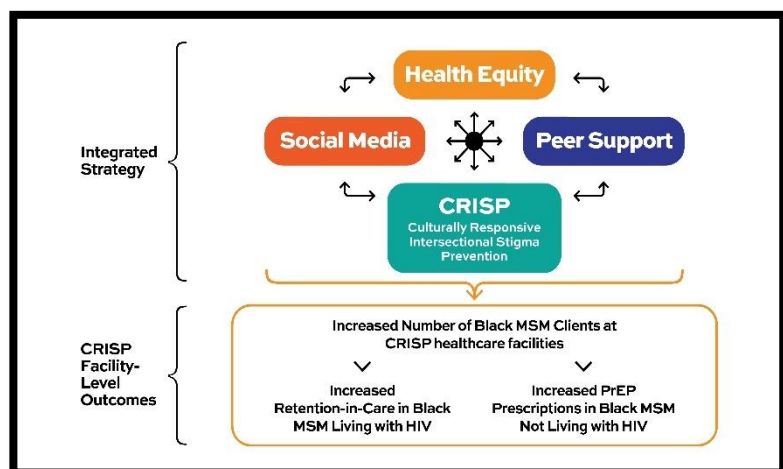 Health Equity
Integrated
Strategy
Social Media
Peer Support
CRISP
Culturally Responsive
Intersectional Stigma
Prevention
CRISP
Facility-
Level
Outcomes
Increased Number of Black MSM Clients at
CRISP healthcare facilities
Increased
Retention-in-Care in Black
MSM Living with HIV
Increased PrEP
Prescriptions in Black MSM
Not Living with HIV